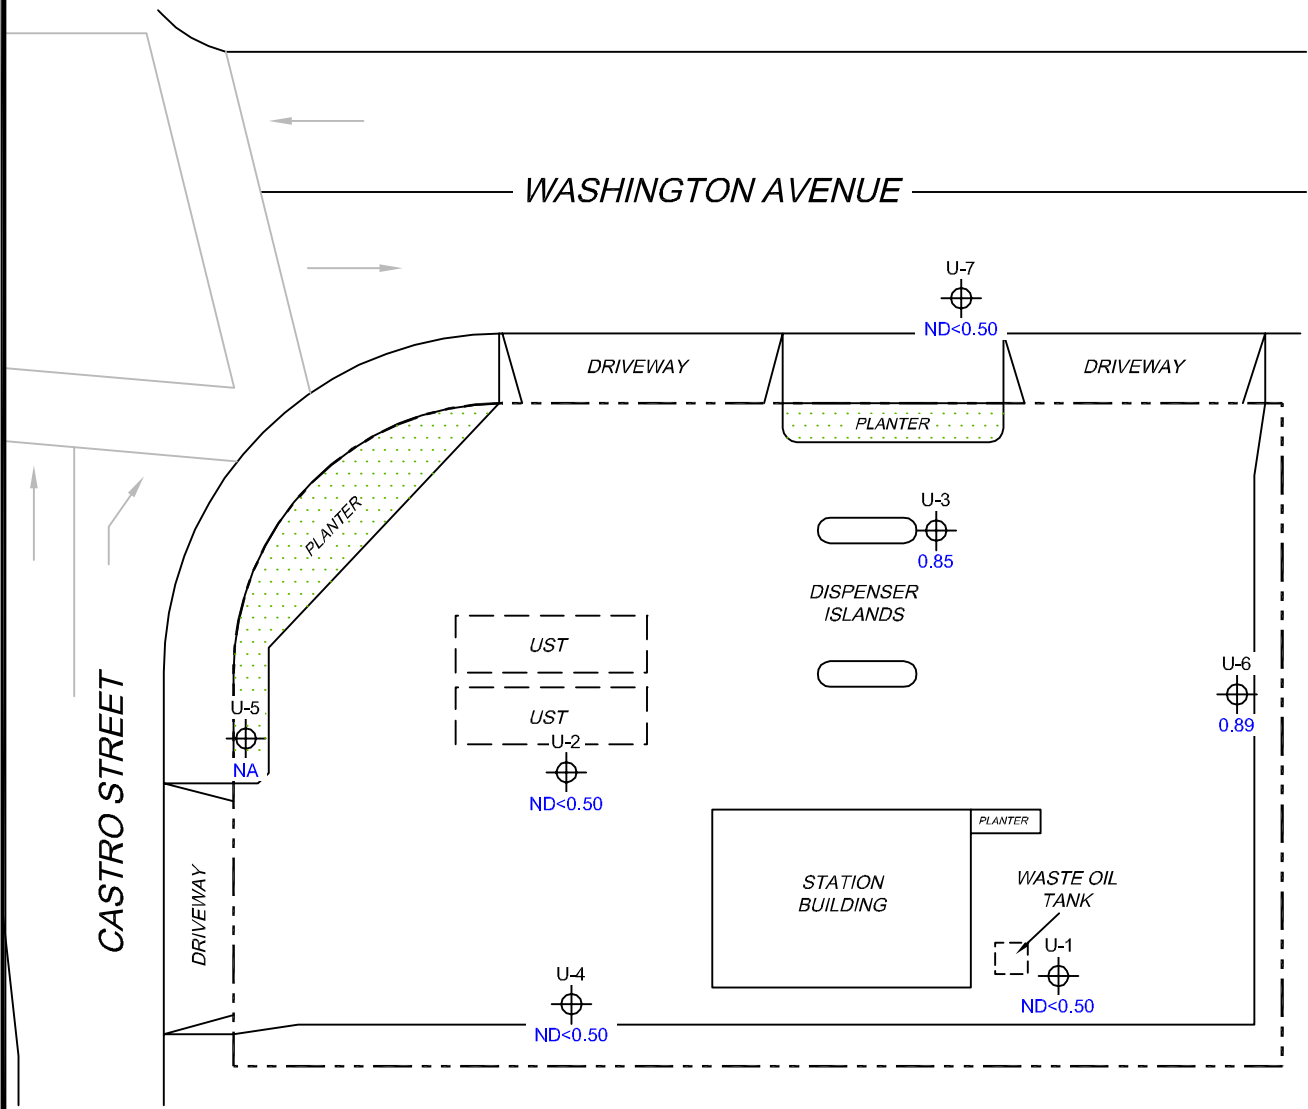 WASHINGTON AVENUE
U-7
ND<0.50
DRIVEWAY
DRIVEWAY
PLANTER
PLANTER
U-3
0.85
DISPENSER
ISLANDS
UST
UST
U-6
0.89
U-5
NA
U-2
ND<0.50
CASTRO STREET
DRIVEWAY
PLANTER
STATION
BUILDING
WASTE OIL
TANK
U-1
ND<0.50
U-4
ND<0.50